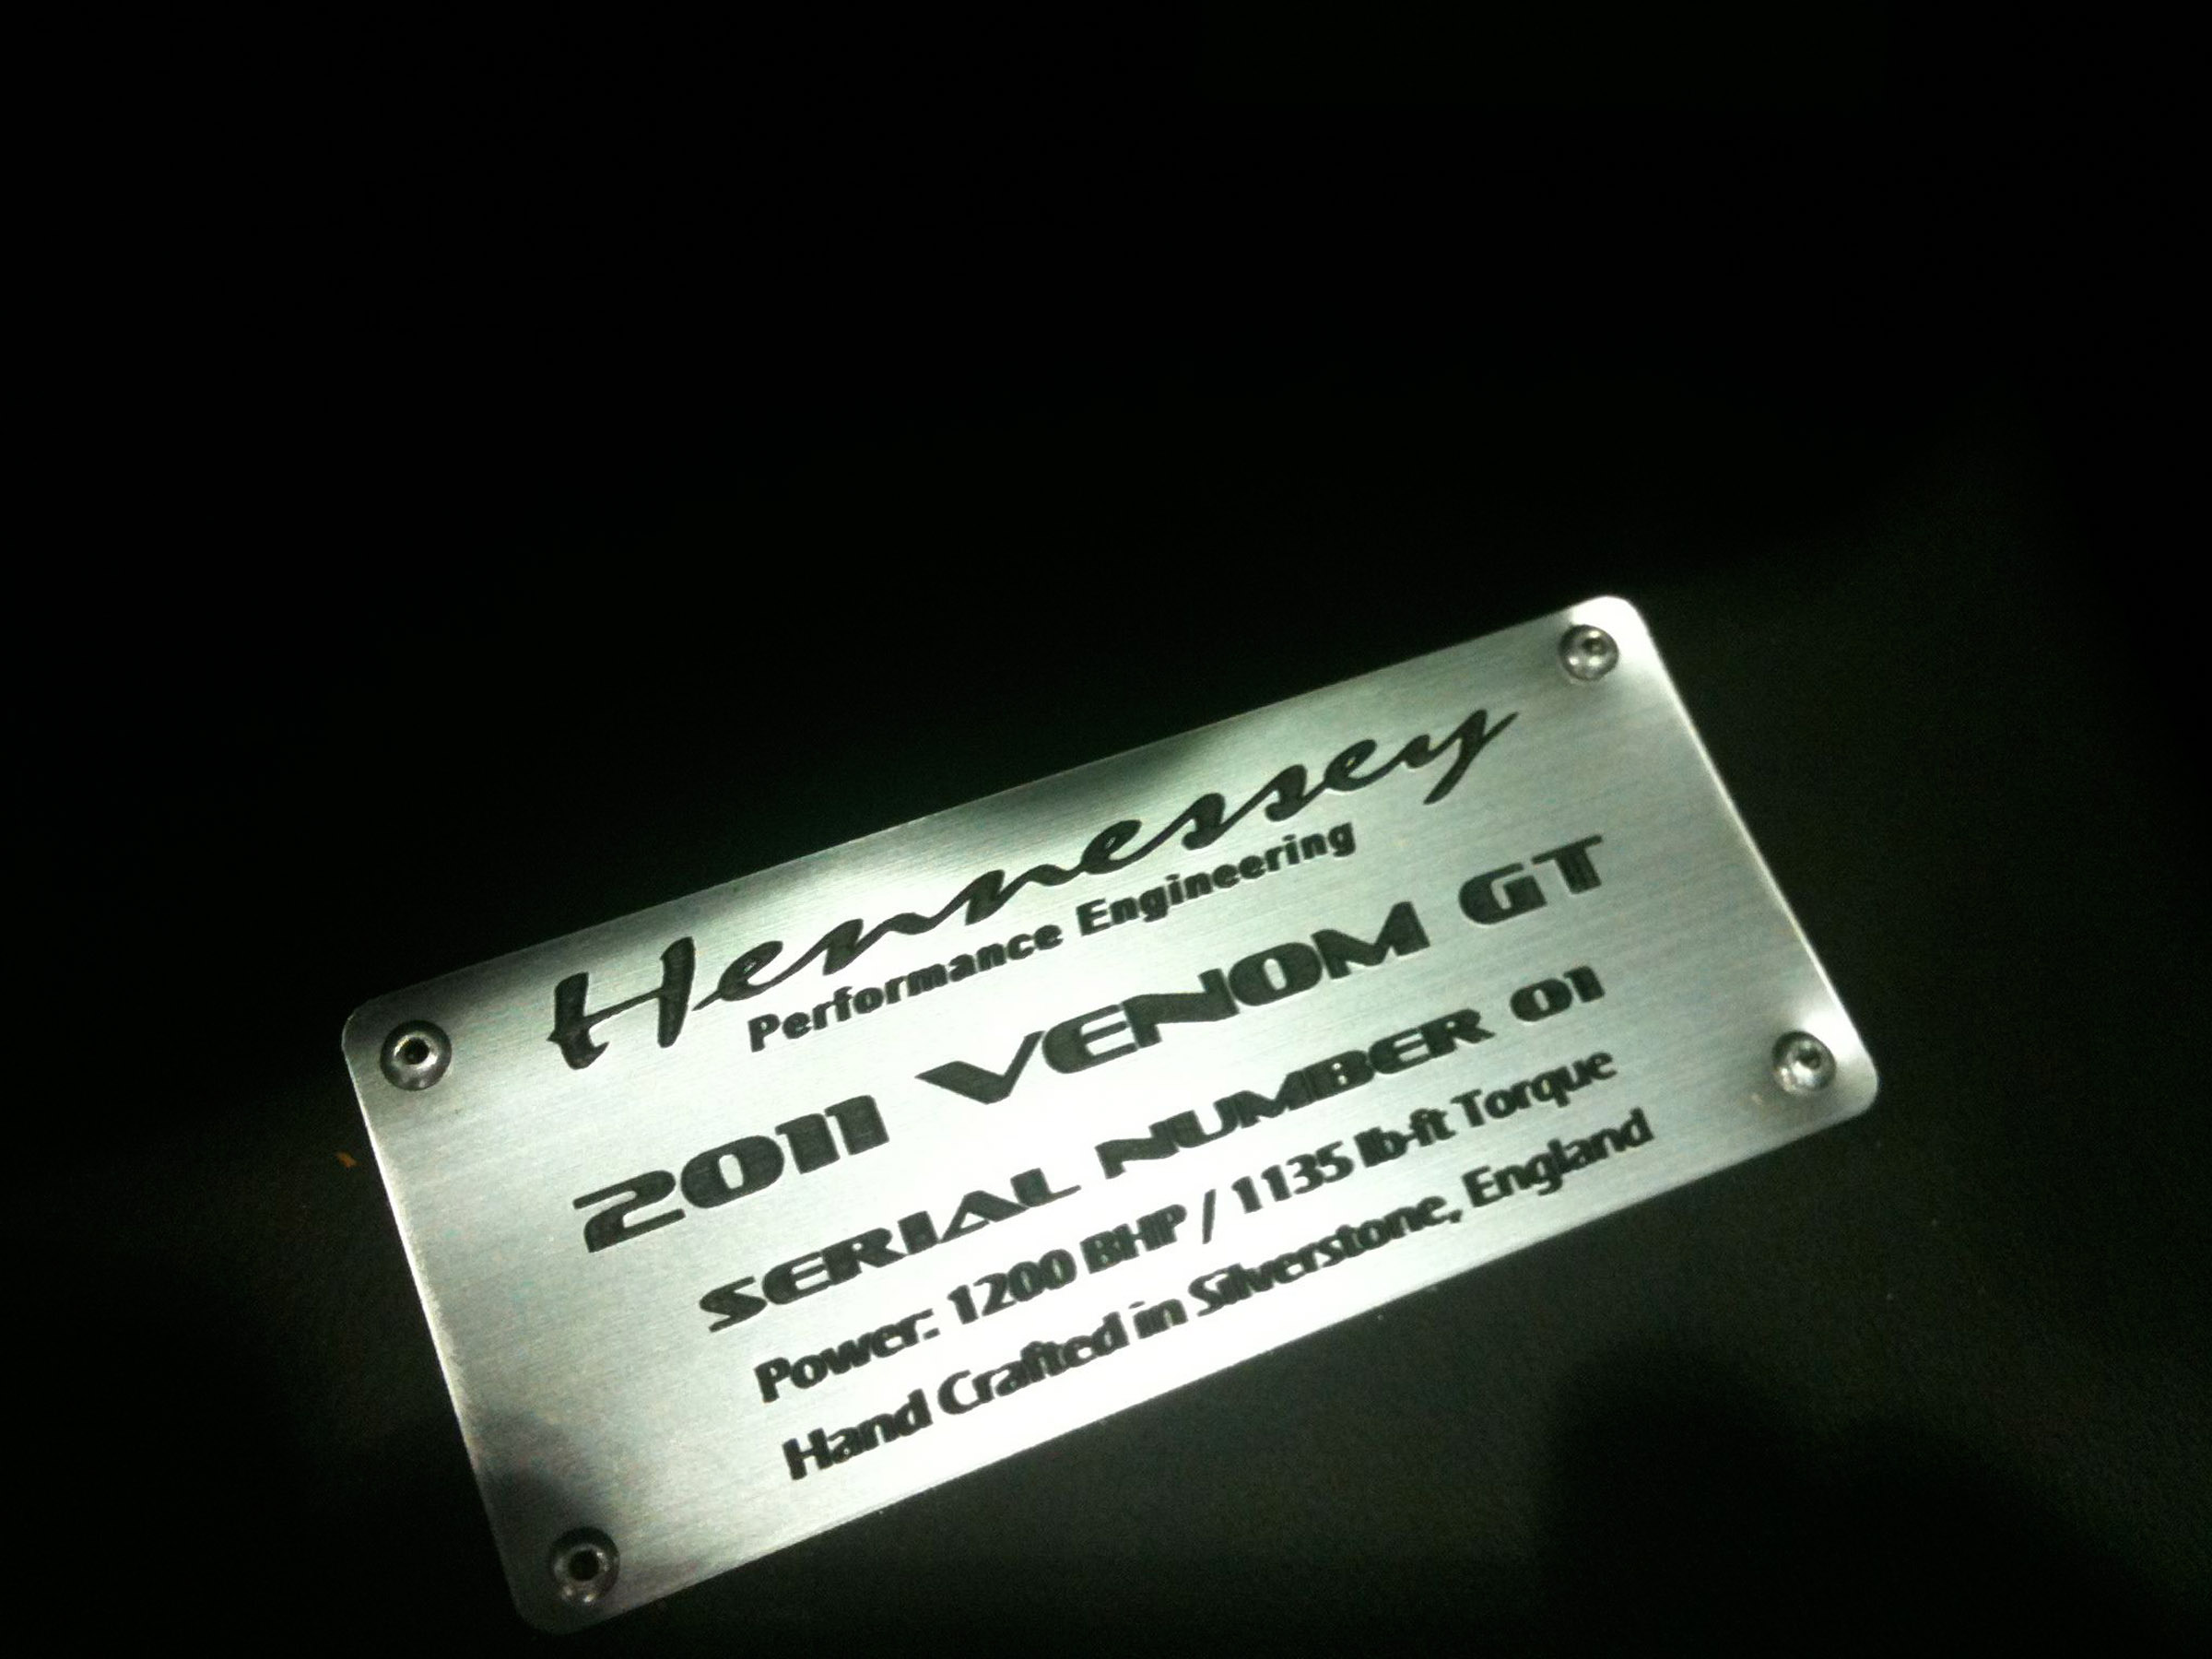 Hennessey
Performance Engineering
2011 VENOM GT
SERIAL NUMBER 01
Power: 1200 BHP / 1135 lb-ft Torque
Hand Crafted in Silverstone, England